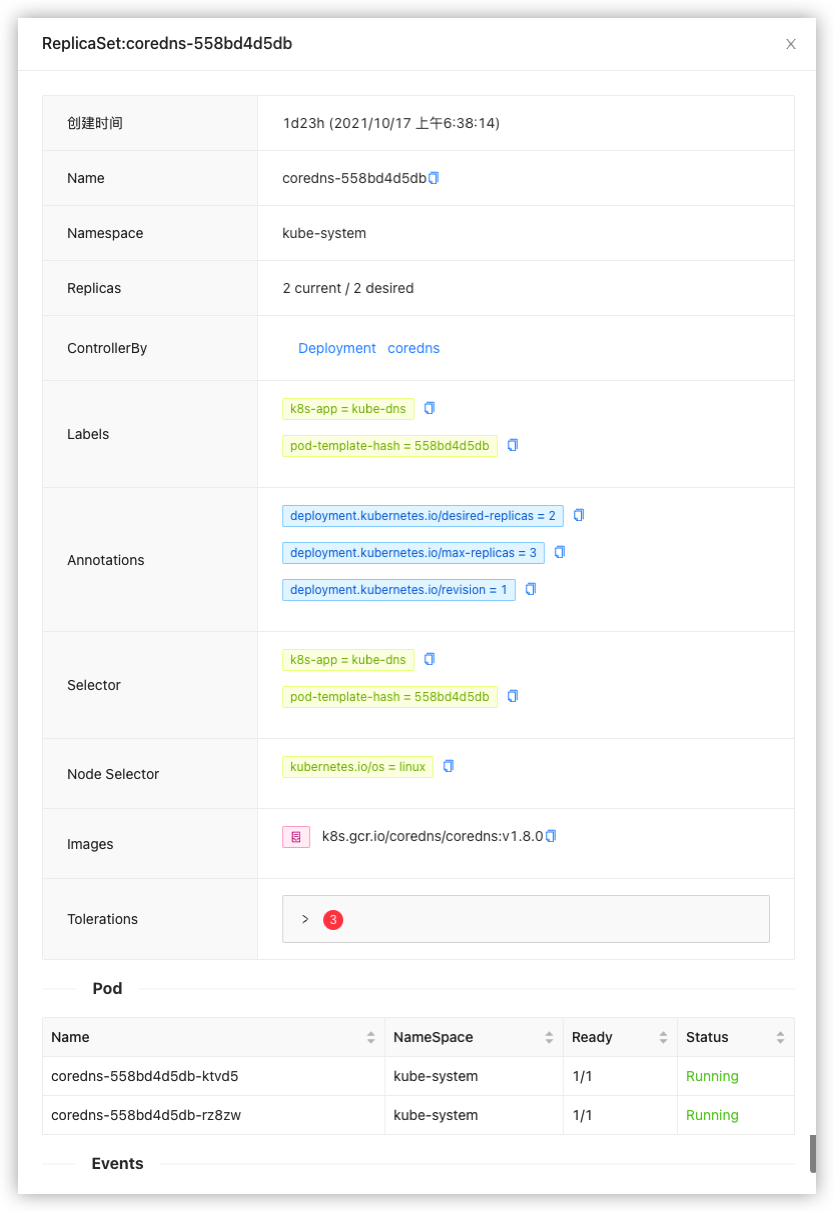 ReplicaSet:coredns-558bd4d5db
创建时间 1d23h (2021/10/17 上午6:38:14)
Name coredns-558bd4d5db
Namespace kube-system
Replicas 2 current / 2 desired
ControllerBy Deployment coredns
Labels
k8s-app = kube-dns
pod-template-hash = 558bd4d5db
Annotations
deployment.kubernetes.io/desired-replicas = 2
deployment.kubernetes.io/max-replicas = 3
deployment.kubernetes.io/revision = 1
Selector
k8s-app = kube-dns
pod-template-hash = 558bd4d5db
Node Selector kubernetes.io/os = linux
Images k8s.gcr.io/coredns/coredns:v1.8.0
Tolerations 3
Pod
Name NameSpace Ready Status
coredns-558bd4d5db-ktvd5 kube-system 1/1 Running
coredns-558bd4d5db-rz8zw kube-system 1/1 Running
Events